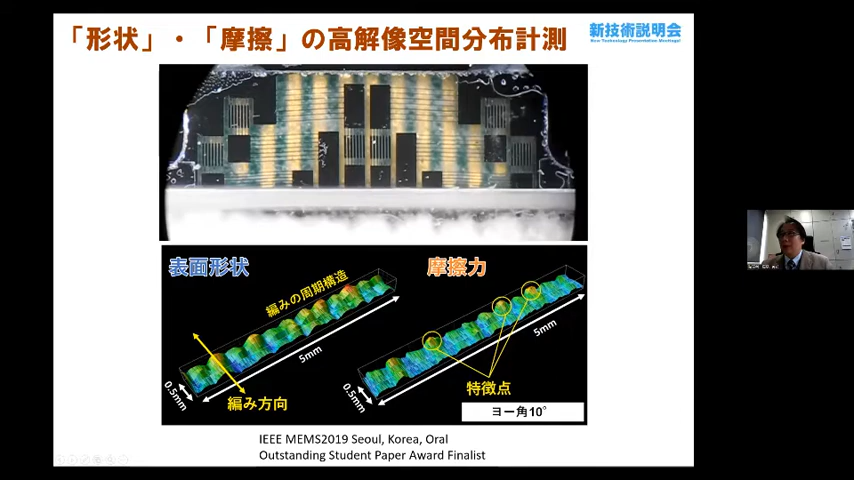 「形状」・「摩擦」の高解像空間分布計測
新技術説明会
New Technology Presentation Meetings!
表面形状
編みの周期構造
5mm
0.5mm
編み方向
摩擦力
5mm
0.5mm
特徴点
ヨー角10°
IEEE MEMS2019 Seoul, Korea, Oral
Outstanding Student Paper Award Finalist